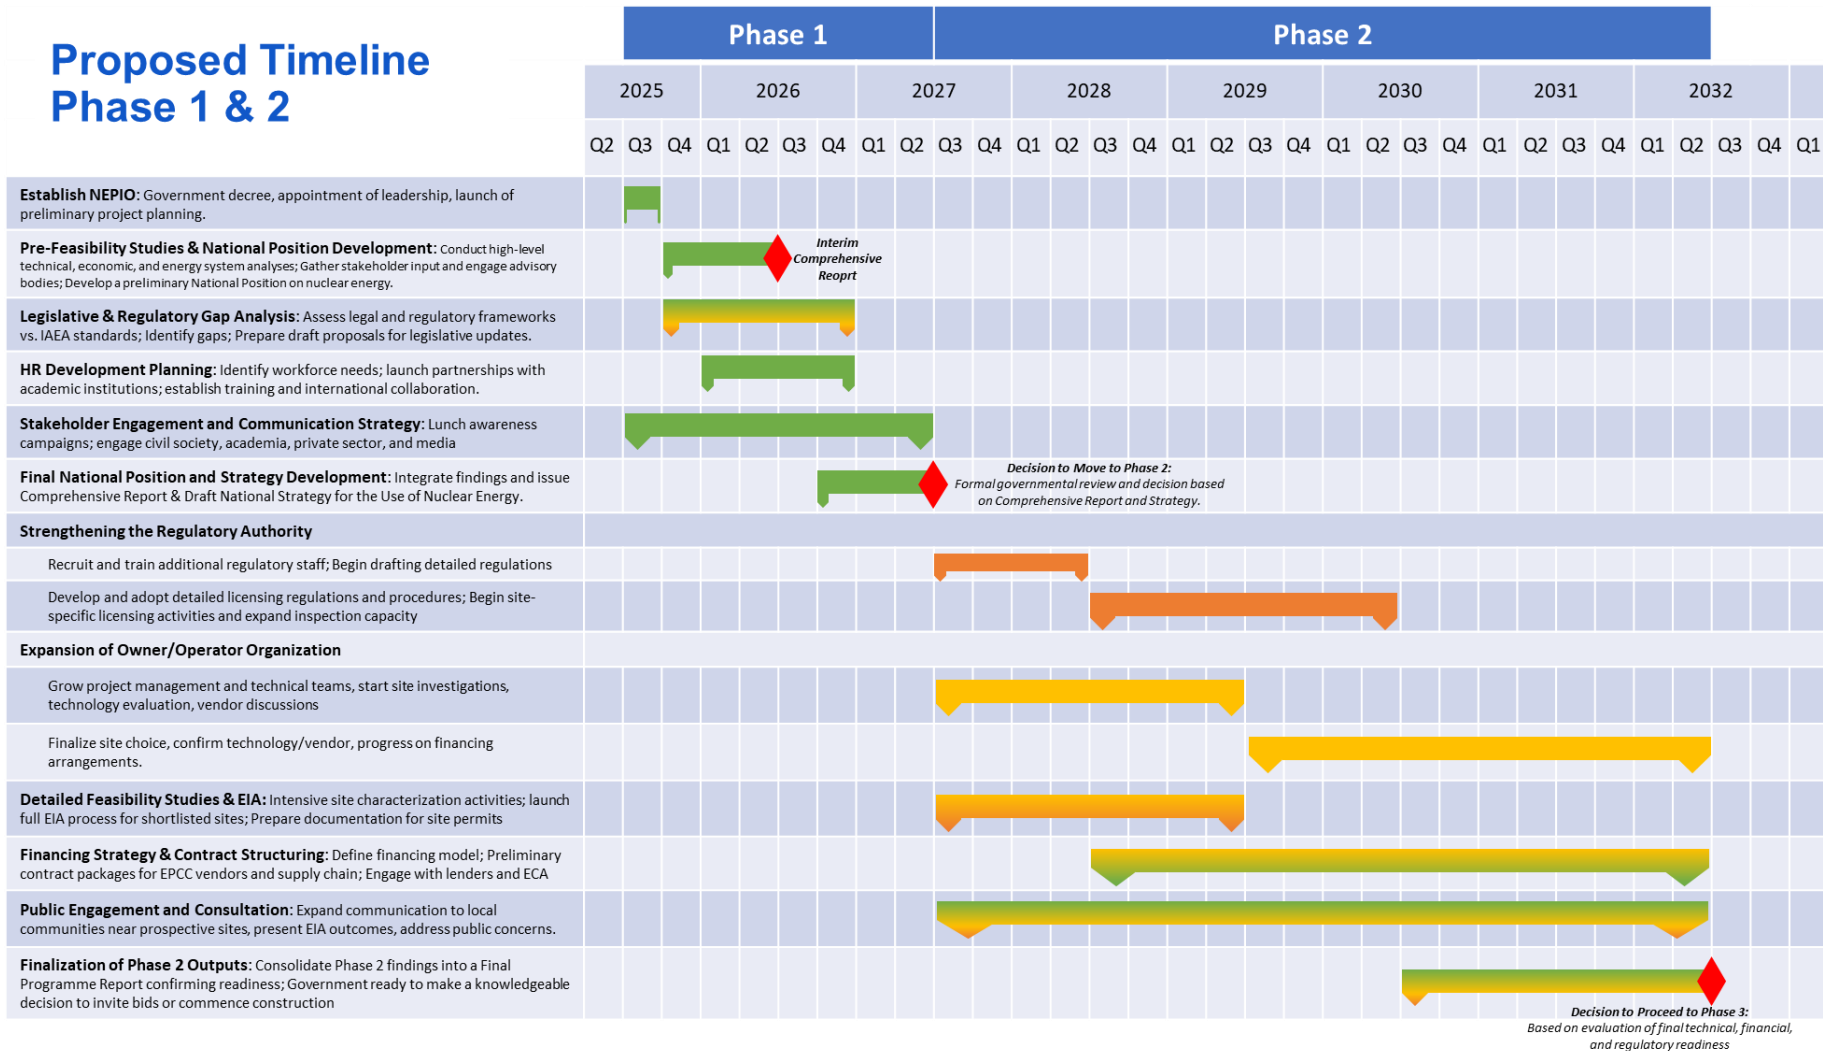 Proposed Timeline
Phase 1 & 2
Phase 1
Phase 2
2025
2026
2027
2028
2029
2030
2031
2032
Q2 Q3 Q4 Q1 Q2 Q3 Q4 Q1 Q2 Q3 Q4 Q1 Q2 Q3 Q4 Q1 Q2 Q3 Q4 Q1 Q2 Q3 Q4 Q1 Q2 Q3 Q4 Q1 Q2 Q3 Q4 Q1
Establish NEPIO: Government decree, appointment of leadership, launch of
preliminary project planning.
Pre-Feasibility Studies & National Position Development: Conduct high-level
technical, economic, and energy system analyses; Gather stakeholder input and engage advisory
bodies; Develop a preliminary National Position on nuclear energy.
Interim
Comprehensive
Reoprt
Legislative & Regulatory Gap Analysis: Assess legal and regulatory frameworks
vs. IAEA standards; Identify gaps; Prepare draft proposals for legislative updates.
HR Development Planning: Identify workforce needs; launch partnerships with
academic institutions; establish training and international collaboration.
Stakeholder Engagement and Communication Strategy: Lunch awareness
campaigns; engage civil society, academia, private sector, and media
Final National Position and Strategy Development: Integrate findings and issue
Comprehensive Report & Draft National Strategy for the Use of Nuclear Energy.
Decision to Move to Phase 2:
Formal governmental review and decision based
on Comprehensive Report and Strategy.
Strengthening the Regulatory Authority
Recruit and train additional regulatory staff; Begin drafting detailed regulations
Develop and adopt detailed licensing regulations and procedures; Begin site-
specific licensing activities and expand inspection capacity
Expansion of Owner/Operator Organization
Grow project management and technical teams, start site investigations,
technology evaluation, vendor discussions
Finalize site choice, confirm technology/vendor, progress on financing
arrangements.
Detailed Feasibility Studies & EIA: Intensive site characterization activities; launch
full EIA process for shortlisted sites; Prepare documentation for site permits
Financing Strategy & Contract Structuring: Define financing model; Preliminary
contract packages for EPCC vendors and supply chain; Engage with lenders and ECA
Public Engagement and Consultation: Expand communication to local
communities near prospective sites, present EIA outcomes, address public concerns.
Finalization of Phase 2 Outputs: Consolidate Phase 2 findings into a Final
Programme Report confirming readiness; Government ready to make a knowledgeable
decision to invite bids or commence construction
Decision to Proceed to Phase 3:
Based on evaluation of final technical, financial,
and regulatory readiness